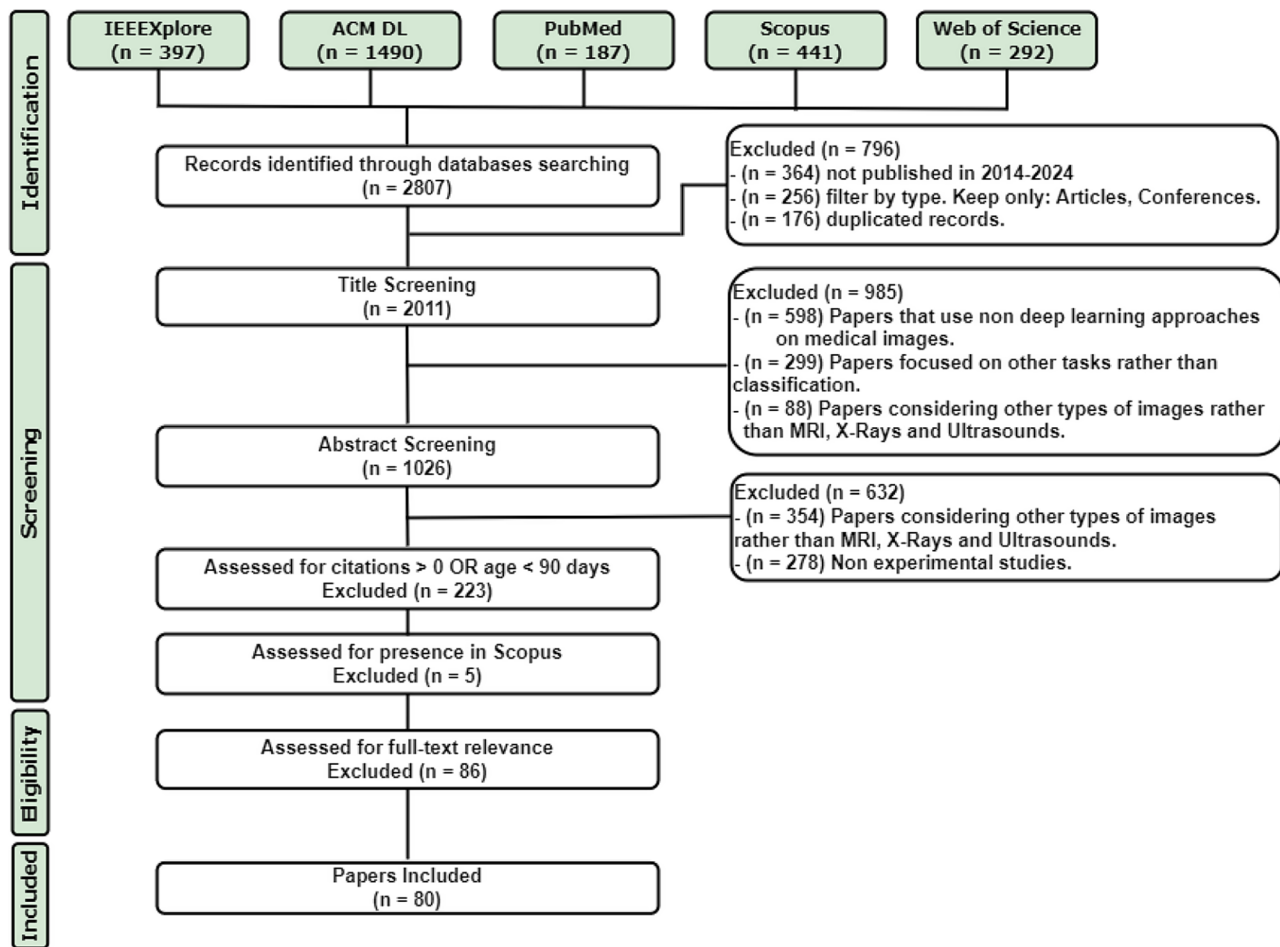 Identification
IEEEXplore
(n = 397)
ACM DL
(n = 1490)
PubMed
(n = 187)
Scopus
(n = 441)
Web of Science
(n = 292)
Records identified through databases searching
(n = 2807)
Excluded (n = 796)
- (n = 364) not published in 2014-2024
- (n = 256) filter by type. Keep only: Articles, Conferences.
- (n = 176) duplicated records.
Screening
Title Screening
(n = 2011)
Excluded (n = 985)
- (n = 598) Papers that use non deep learning approaches
on medical images.
- (n = 299) Papers focused on other tasks rather than
classification.
- (n = 88) Papers considering other types of images rather
than MRI, X-Rays and Ultrasounds.
Abstract Screening
(n = 1026)
Excluded (n = 632)
- (n = 354) Papers considering other types of images
rather than MRI, X-Rays and Ultrasounds.
- (n = 278) Non experimental studies.
Assessed for citations > 0 OR age < 90 days
Excluded (n = 223)
Assessed for presence in Scopus
Excluded (n = 5)
Eligibility
Assessed for full-text relevance
Excluded (n = 86)
Included
Papers Included
(n = 80)